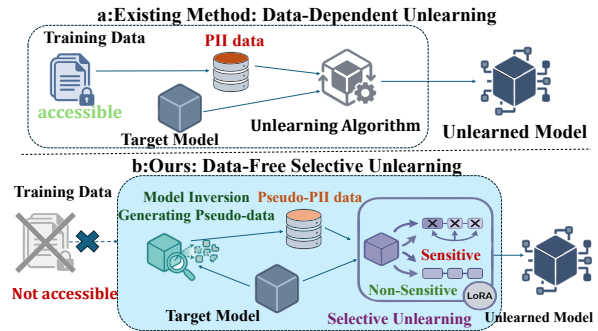 a:Existing Method: Data-Dependent Unlearning
Training Data
PII data
accessible
Target Model
Unlearning Algorithm
Unlearned Model
b:Ours: Data-Free Selective Unlearning
Training Data
Not accessible
Model Inversion
Generating Pseudo-data
Pseudo-PII data
Target Model
Sensitive
Non-Sensitive
LoRA
Selective Unlearning
Unlearned Model